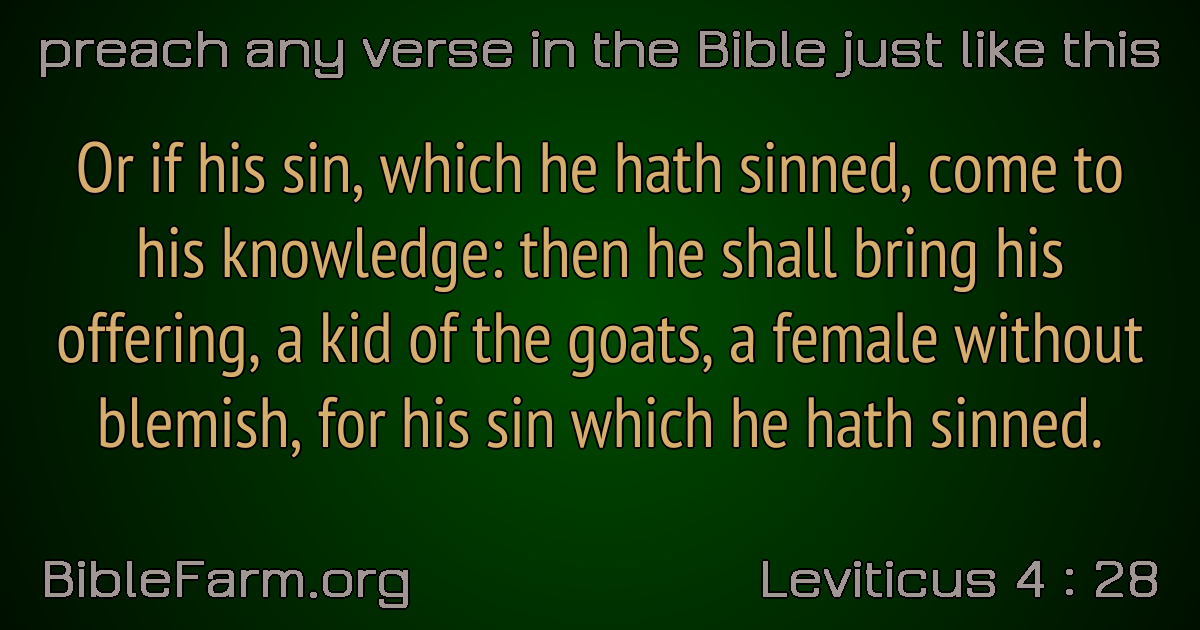 preach any verse in the Bible just like this
Or if his sin, which he hath sinned, come to
his knowledge: then he shall bring his
offering, a kid of the goats, a female without
blemish, for his sin which he hath sinned.
BibleFarm.org
Leviticus 4 : 28